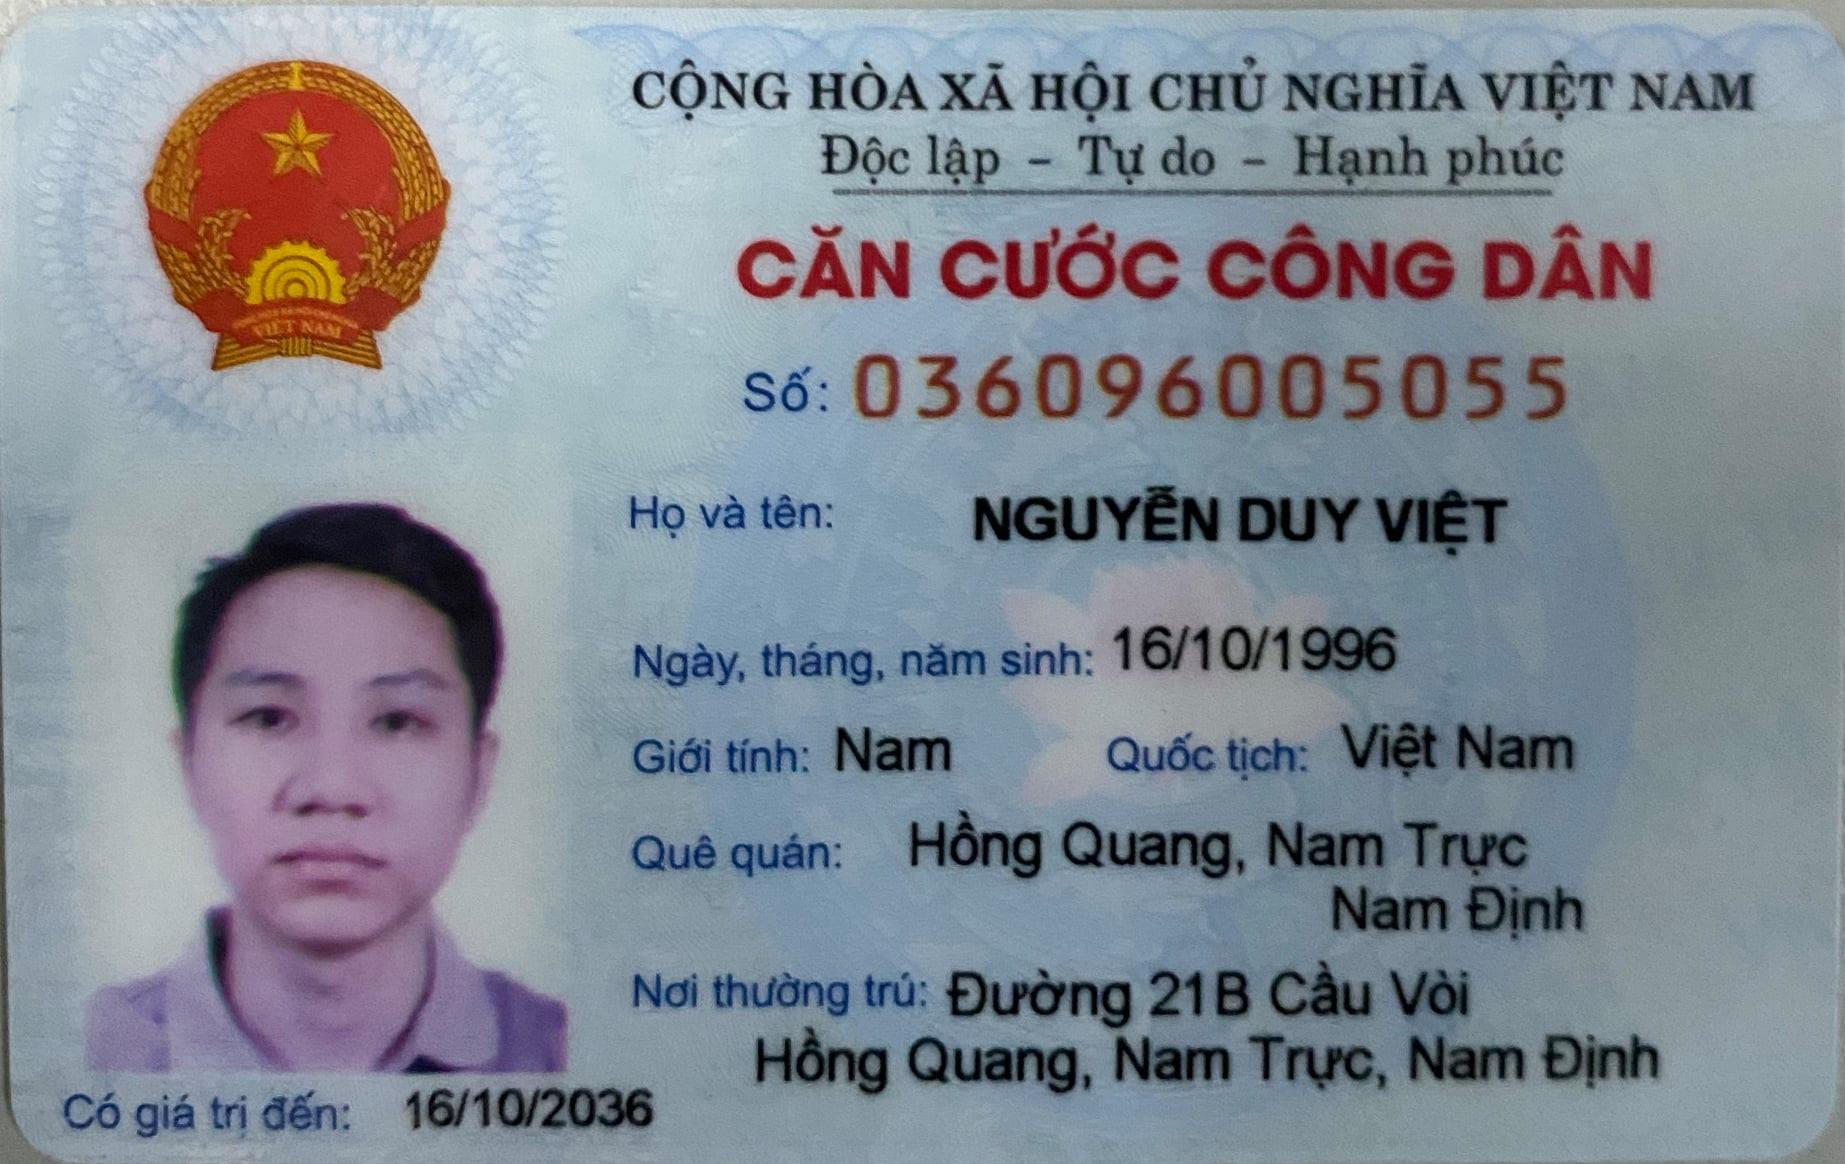 CỘNG HÒA XÃ HỘI CHỦ NGHĨA VIỆT NAM
Độc lập - Tự do - Hạnh phúc
CĂN CƯỚC CÔNG DÂN
Số: 036096005055
Họ và tên: NGUYỄN DUY VIỆT
Ngày, tháng, năm sinh: 16/10/1996
Giới tính: Nam Quốc tịch: Việt Nam
Quê quán: Hồng Quang, Nam Trực
Nam Định
Nơi thường trú: Đường 21B Cầu Vòi
Hồng Quang, Nam Trực, Nam Định
Có giá trị đến: 16/10/2036
VIỆT NAM